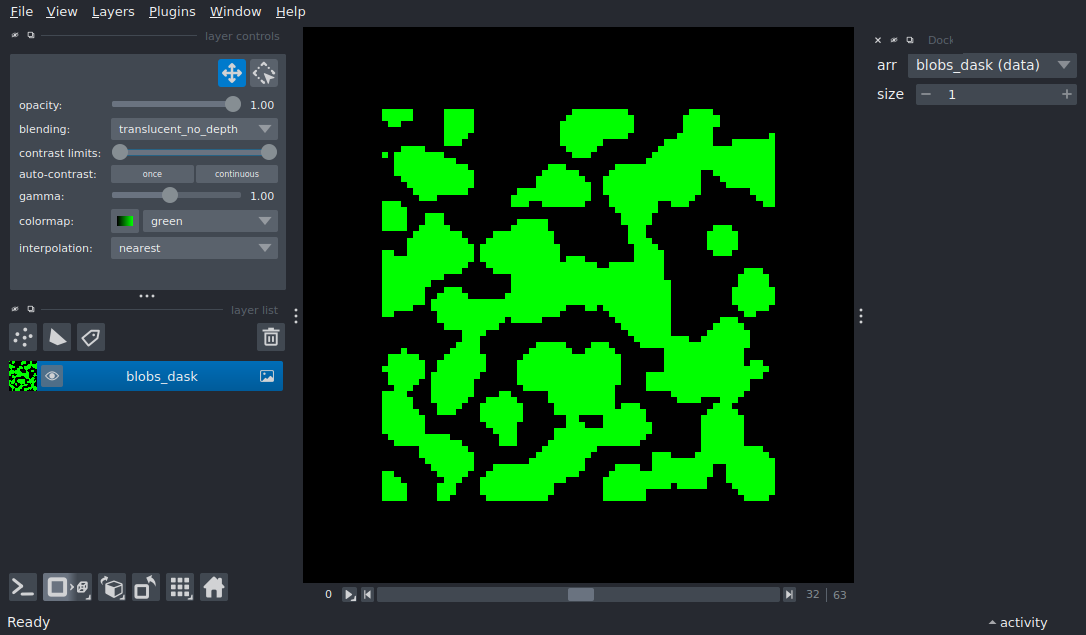 File View Layers Plugins Window Help
layer controls
opacity: 1.00
blending: translucent_no_depth
contrast limits:
auto-contrast: once continuous
gamma: 1.00
colormap: green
interpolation: nearest
layer list
blobs_dask
0 32 63
Ready
Dock
arr blobs_dask (data)
size 1
activity